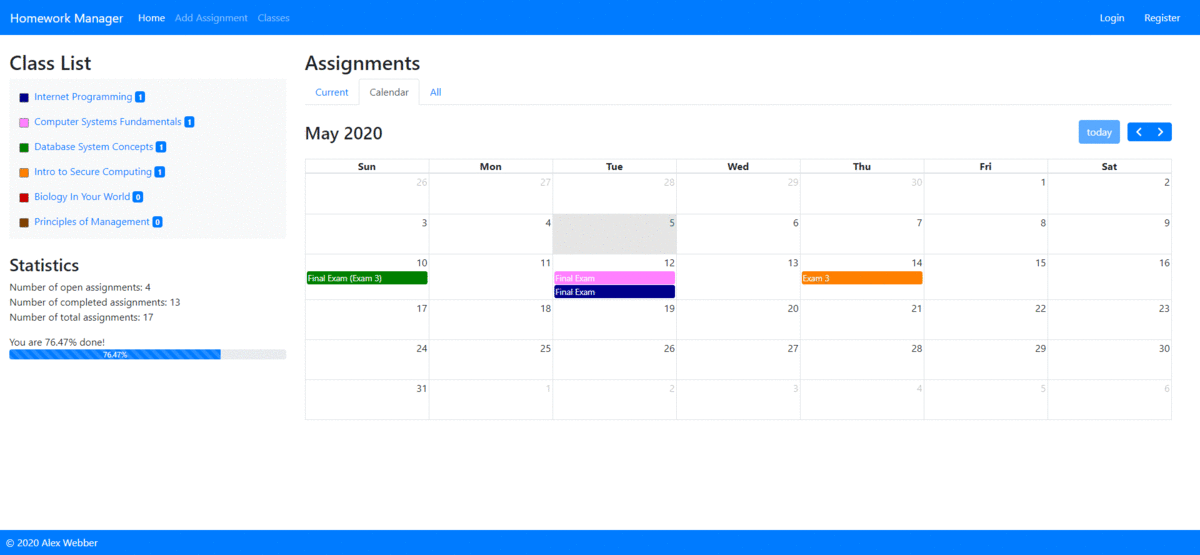 Homework Manager Home Add Assignment Classes Login Register
Class List
Internet Programming 1
Computer Systems Fundamentals 1
Database System Concepts 1
Intro to Secure Computing 1
Biology In Your World 0
Principles of Management 0
Statistics
Number of open assignments: 4
Number of completed assignments: 13
Number of total assignments: 17
You are 76.47% done!
76.47%
Assignments
Current Calendar All
May 2020 today
Sun Mon Tue Wed Thu Fri Sat
26 27 28 29 30 1 2
3 4 5 6 7 8 9
10 11 12 13 14 15 16
Final Exam (Exam 3) Final Exam Exam 3
Final Exam
17 18 19 20 21 22 23
24 25 26 27 28 29 30
31 1 2 3 4 5 6
© 2020 Alex Webber